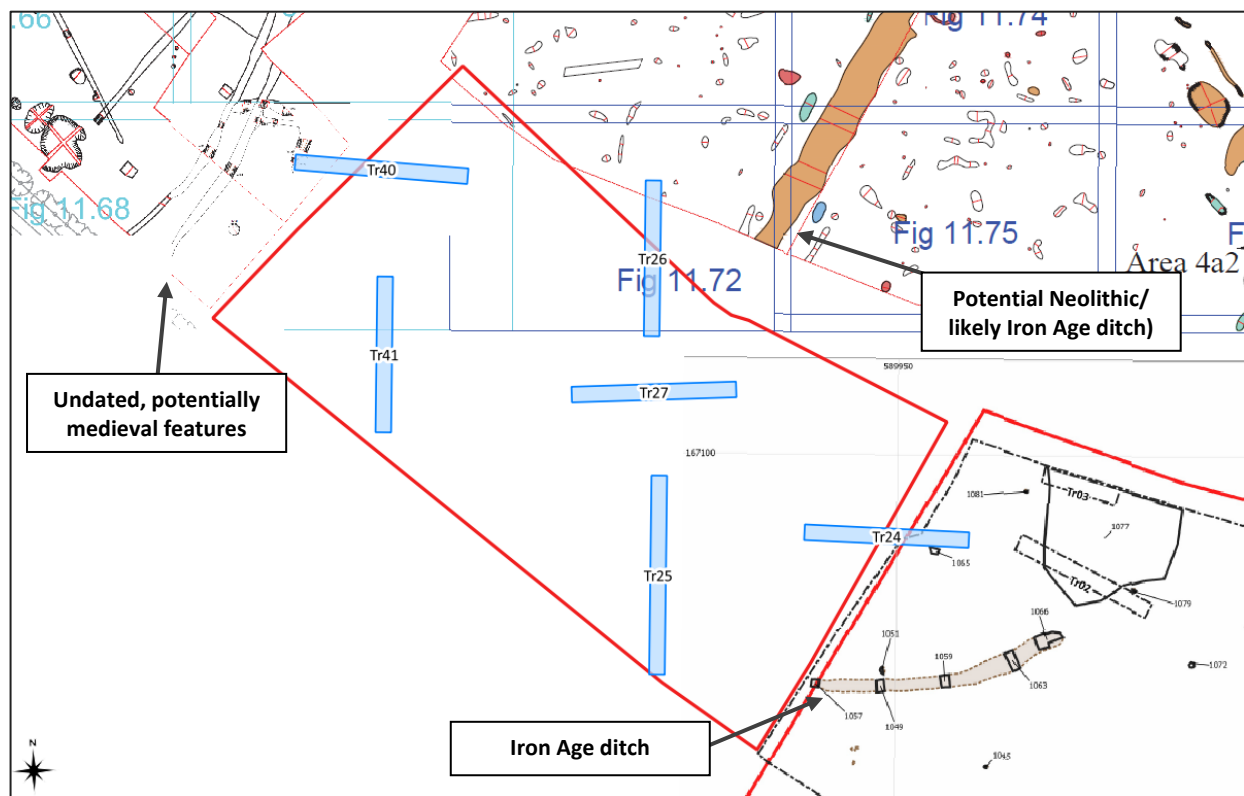 .66
Fig 11.74
Tr40
Fig 11.68
Tr26
Fig 11.75
Fig 11.72
Area 4a2
F
Potential Neolithic/
likely Iron Age ditch)
Tr41
Undated, potentially
medieval features
Tr27
589950
167100
Tr03
1081
1077
Tr24
1065
Tr02
1079
Tr25
1066
1051
1059
1072
1063
1057
1049
Iron Age ditch
1045
N